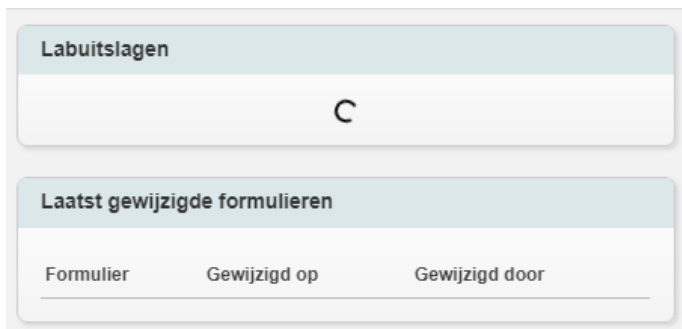 Labuitslagen
Laatst gewijzigde formulieren
Formulier Gewijzigd op Gewijzigd door